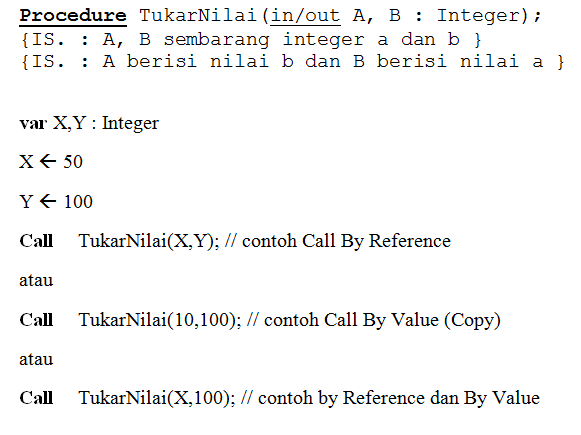 Procedure TukarNilai(in/out A, B : Integer);
{IS. : A, B sembarang integer a dan b }
{IS. : A berisi nilai b dan B berisi nilai a }
var X,Y : Integer
X ← 50
Y ← 100
Call TukarNilai(X,Y); // contoh Call By Reference
atau
Call TukarNilai(10,100); // contoh Call By Value (Copy)
atau
Call TukarNilai(X,100); // contoh by Reference dan By Value